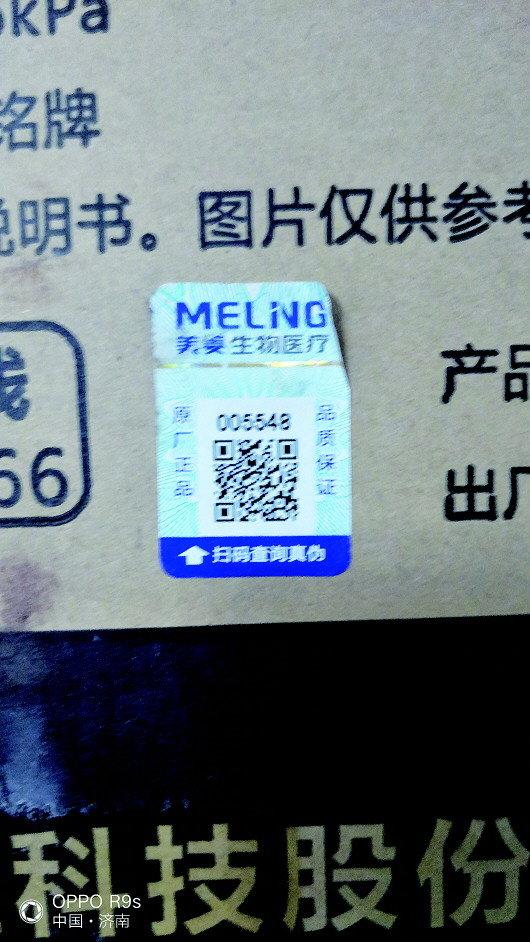 kPa
铭牌
说明书。图片仅供参考
MELiNG
美菱生物医疗
原厂正品
005548
品质保证
扫码查询真伪
线
66
产品
出厂
科技股份
OPPO R9s
中国·济南